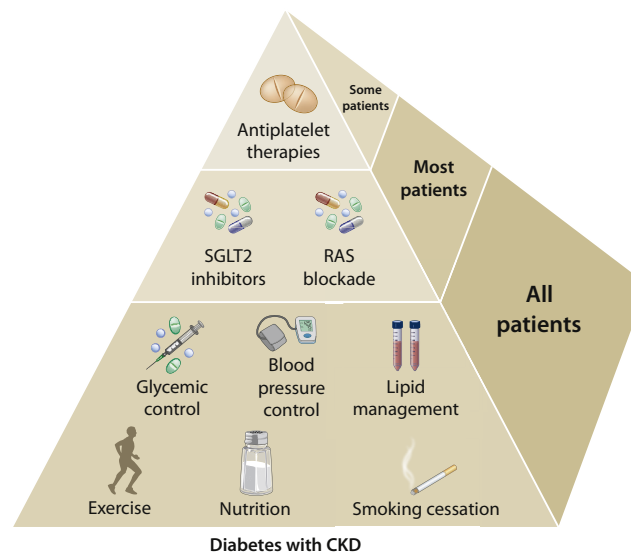 Some
patients
Antiplatelet
therapies
Most
patients
SGLT2
inhibitors
RAS
blockade
All
patients
Glycemic
control
Blood
pressure
control
Lipid
management
Exercise
Nutrition
Smoking cessation
Diabetes with CKD